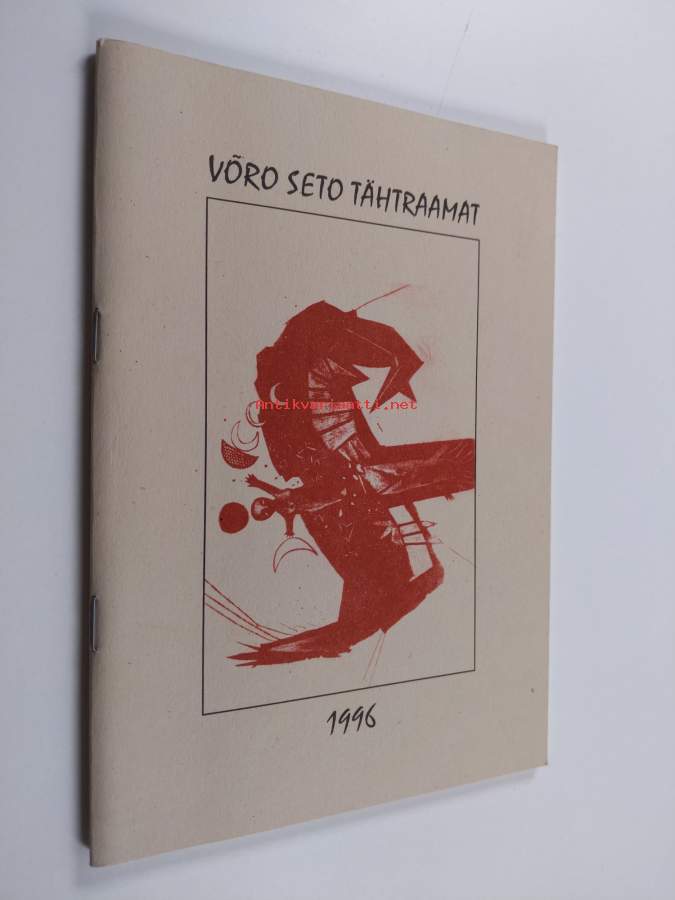 VÕRO SETO TÄHTRAAMAT
Antikvariaatti.net
1996